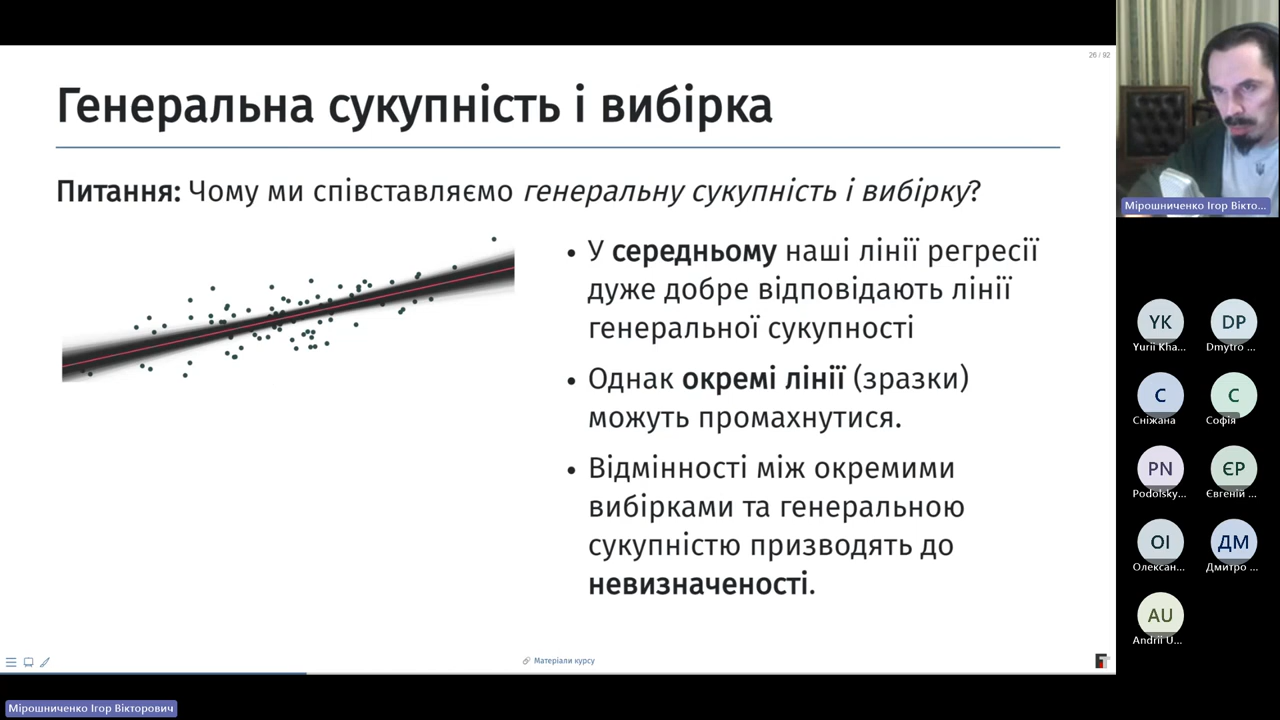 26 / 92
Генеральна сукупність і вибірка
Питання: Чому ми співставляємо генеральну сукупність і вибірку?
• У середньому наші лінії регресії
дуже добре відповідають лінії
генеральної сукупності
• Однак окремі лінії (зразки)
можуть промахнутися.
• Відмінності між окремими
вибірками та генеральною
сукупністю призводять до
невизначеності.
Матеріали курсу
Мірошниченко Ігор Вікторович
Мірошниченко Ігор Вікто...
YK
Yurii Kha...
DP
Dmytro ...
С
Сніжана
С
Софія
PN
Podolsky...
ЄР
Євгеній ...
ОІ
Олексан...
ДМ
Дмитро ...
AU
Andrii U...